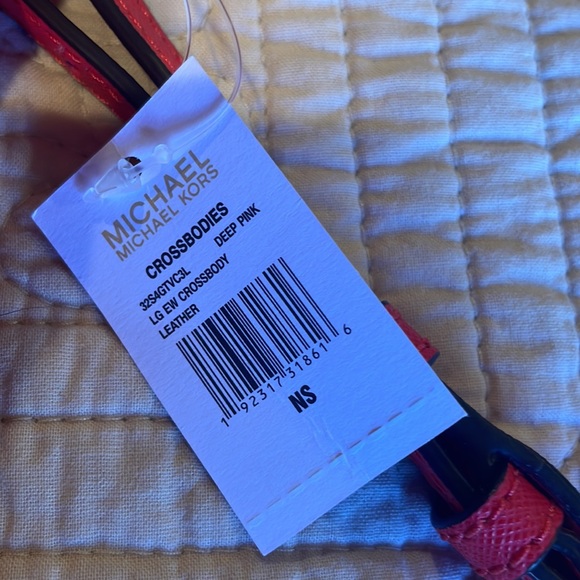 MICHAEL
MICHAEL KORS
CROSSBODIES
32S4GTVC3L DEEP PINK
LG EW CROSSBODY
LEATHER
1 92317 31861 6
NS